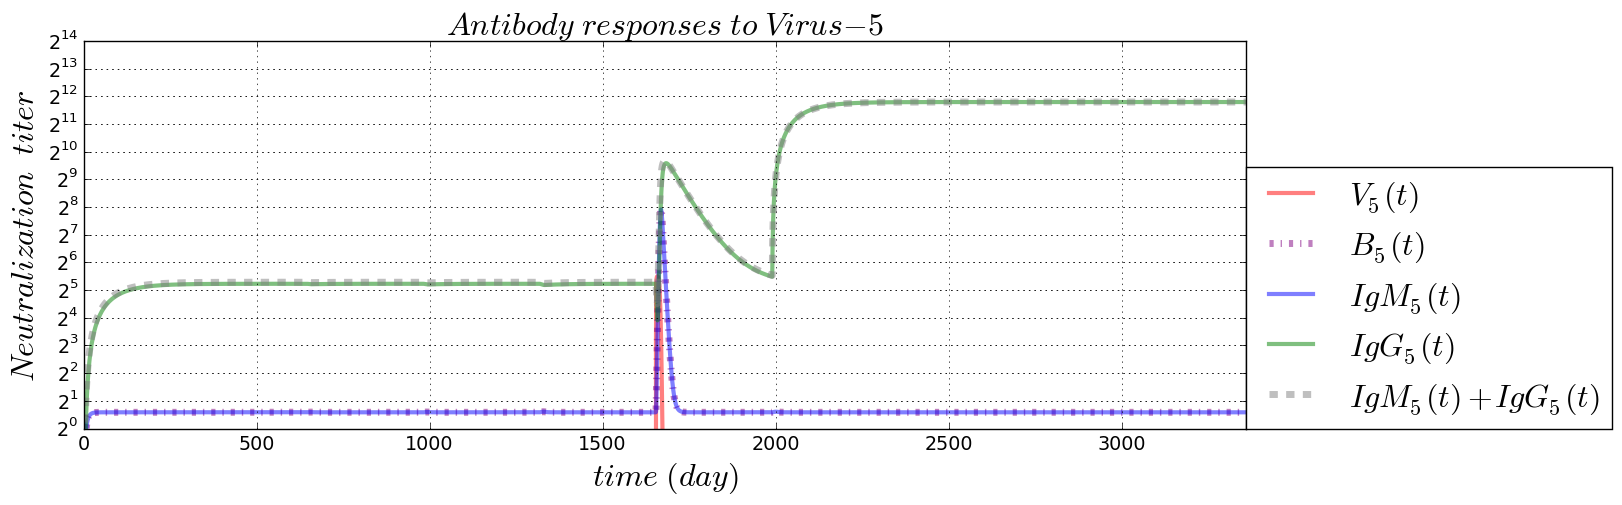 Antibody responses to Virus−5
2^14
2^13
2^12
2^11
2^10
2^9
2^8
2^7
2^6
2^5
2^4
2^3
2^2
2^1
2^0
Neutralization titer
0 500 1000 1500 2000 2500 3000
time (day)
V_5(t)
B_5(t)
IgM_5(t)
IgG_5(t)
IgM_5(t)+IgG_5(t)